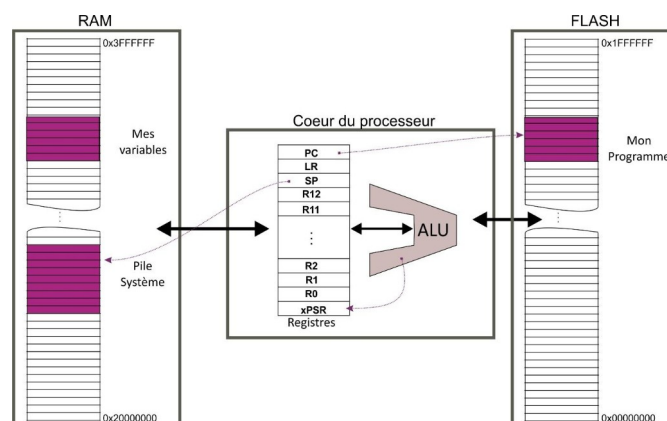 RAM
0x3FFFFFF
Mes
variables
Pile
Système
0x20000000
Coeur du processeur
PC
LR
SP
R12
R11
R2
R1
R0
xPSR
Registres
ALU
FLASH
0x1FFFFFF
Mon
Programme
0x00000000